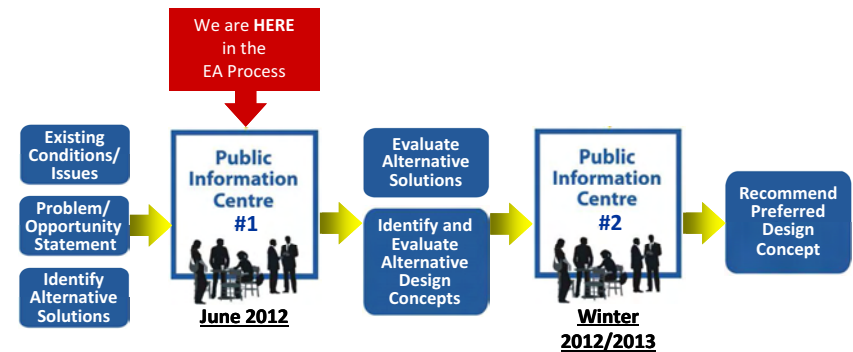 We are HERE
in the
EA Process
Existing
Conditions/
Issues
Problem/
Opportunity
Statement
Identify
Alternative
Solutions
Public
Information
Centre
#1
June 2012
Evaluate
Alternative
Solutions
Identify and
Evaluate
Alternative
Design
Concepts
Public
Information
Centre
#2
Winter
2012/2013
Recommend
Preferred
Design
Concept